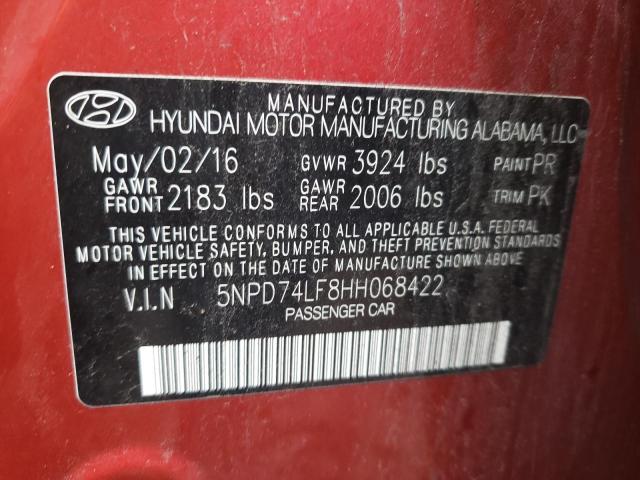 MANUFACTURED BY
HYUNDAI MOTOR MANUFACTURING ALABAMA, LLC
May/02/16 GVWR 3924 lbs PAINT PR
GAWR FRONT 2183 lbs GAWR REAR 2006 lbs TRIM PK
THIS VEHICLE CONFORMS TO ALL APPLICABLE U.S.A. FEDERAL
MOTOR VEHICLE SAFETY, BUMPER, AND THEFT PREVENTION STANDARDS
IN EFFECT ON THE DATE OF MANUFACTURE SHOWN ABOVE.
V.I.N 5NPD74LF8HH068422
PASSENGER CAR